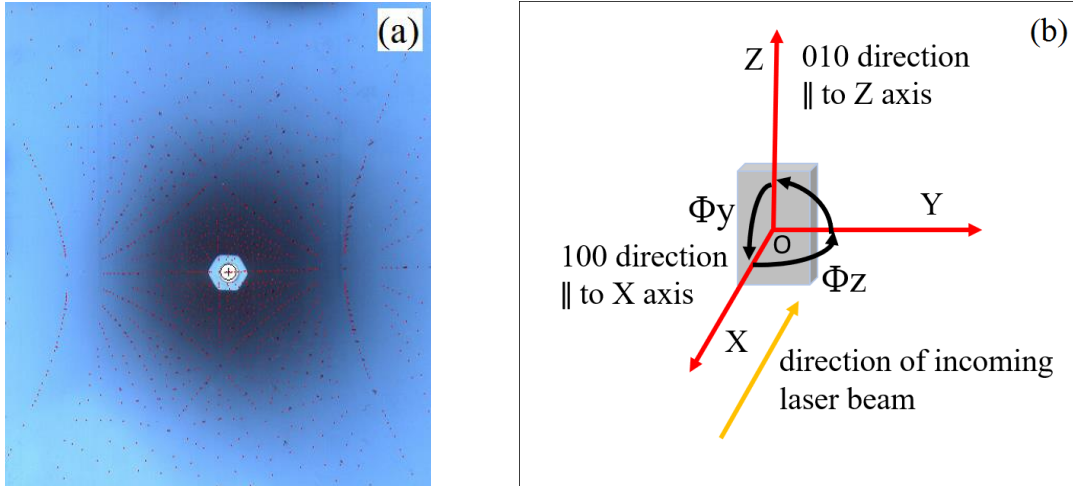 (a)
(b)
Z
010 direction
∥ to Z axis
Φy
Y
O
100 direction
∥ to X axis
Φz
X
direction of incoming
laser beam